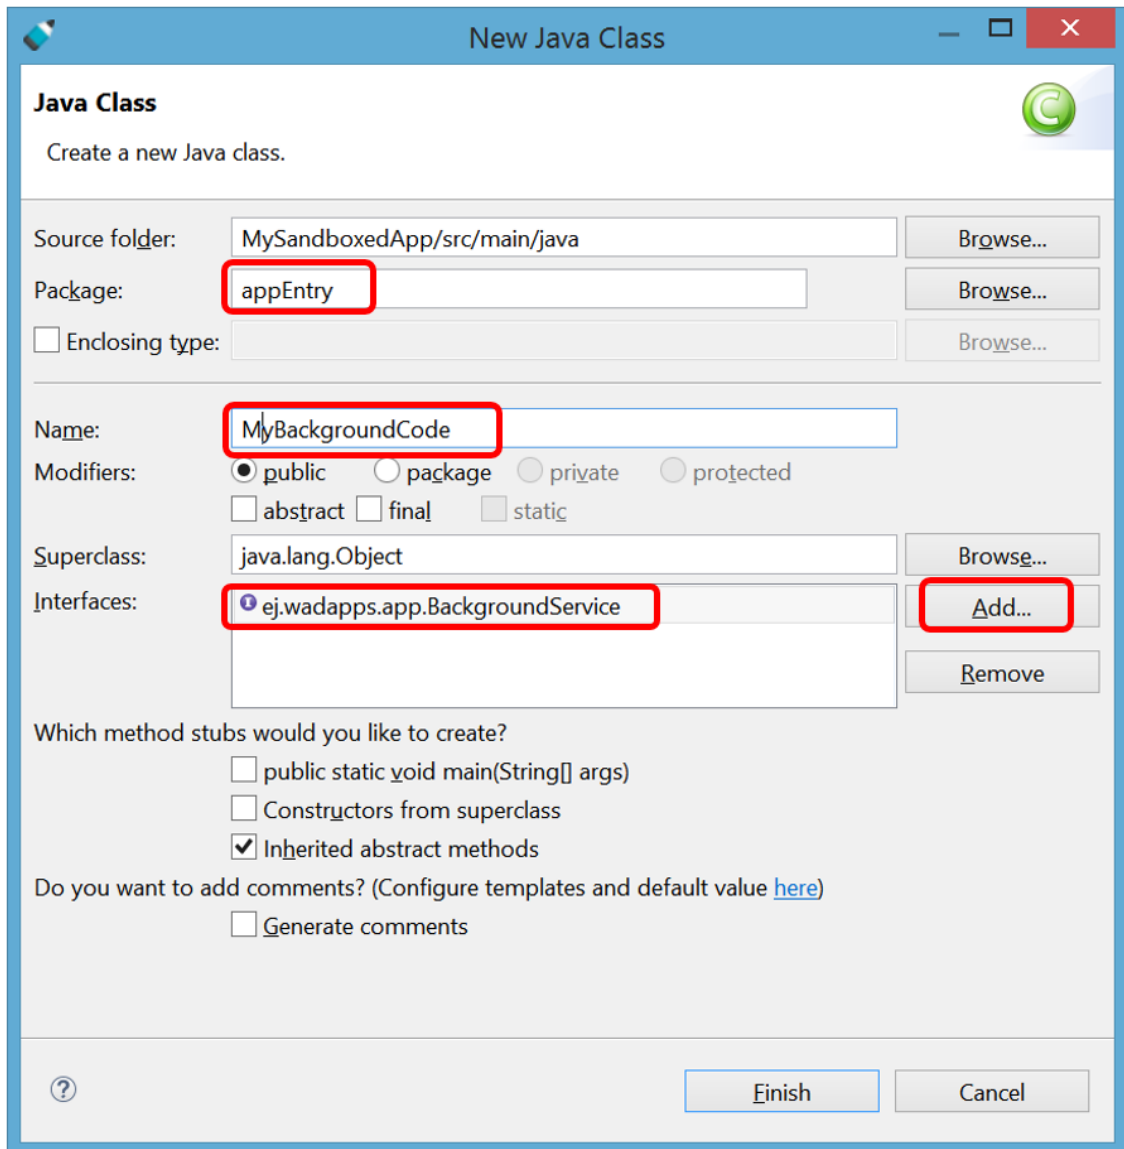 New Java Class
Java Class
Create a new Java class.
Source folder: MySandboxedApp/src/main/java Browse...
Package: appEntry Browse...
Enclosing type: Browse...
Name: MyBackgroundCode
Modifiers: public package private protected
abstract final static
Superclass: java.lang.Object Browse...
Interfaces: ej.wadapps.app.BackgroundService Add...
Remove
Which method stubs would you like to create?
public static void main(String[] args)
Constructors from superclass
Inherited abstract methods
Do you want to add comments? (Configure templates and default value here)
Generate comments
Finish Cancel